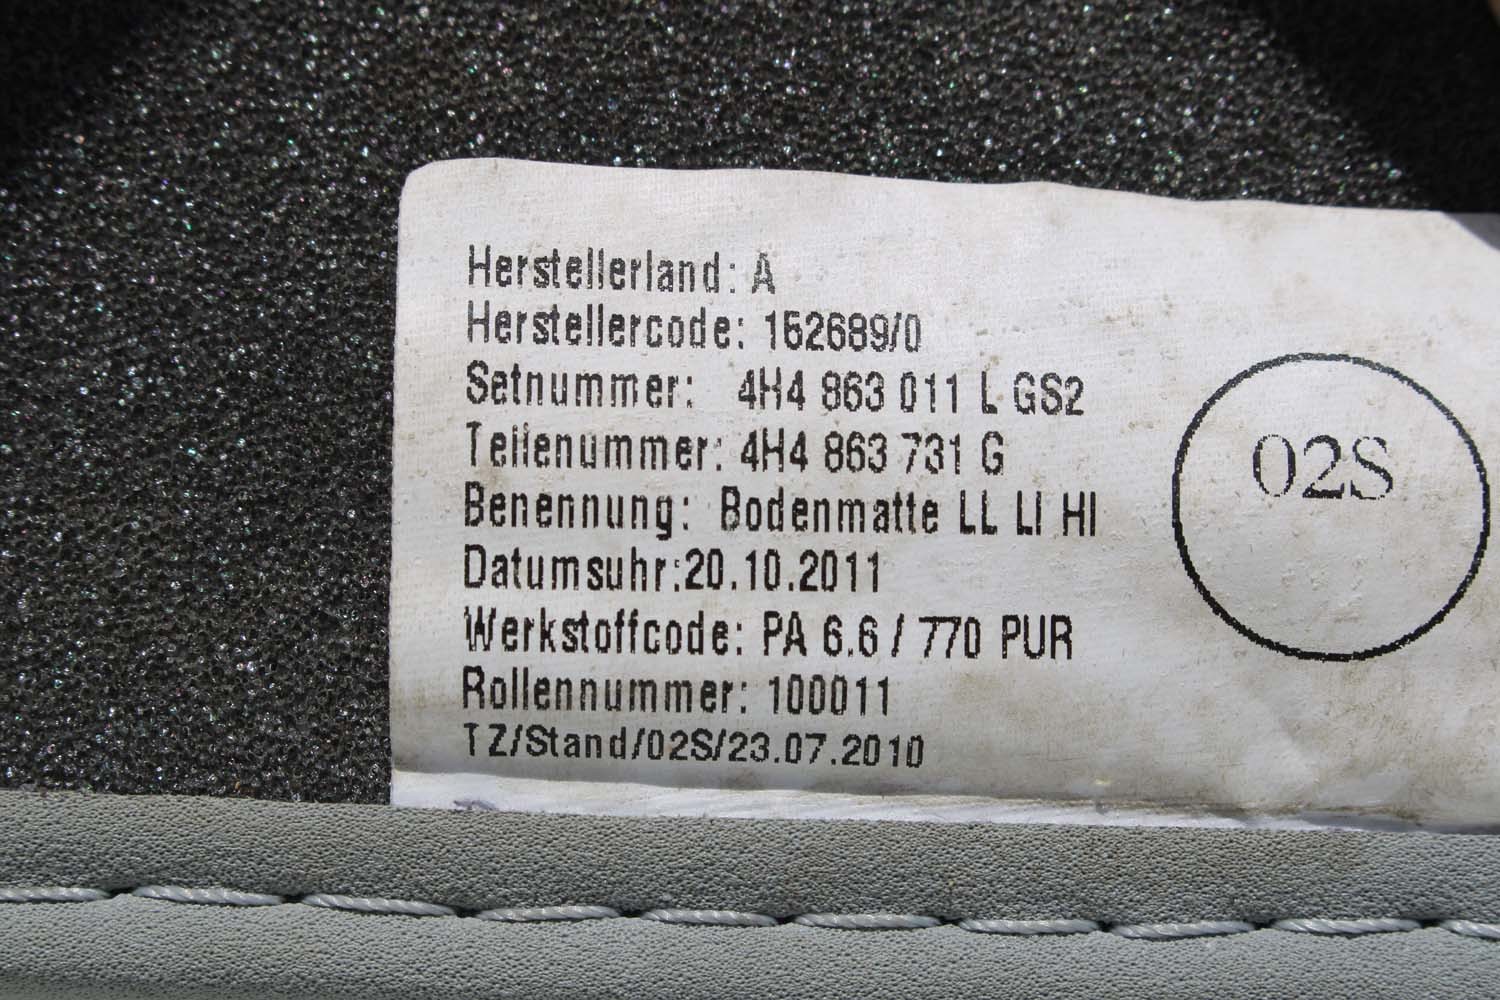 Herstellerland: A
Herstellercode: 152689/0
Setnummer: 4H4 863 011 L GS2
Teilenummer: 4H4 863 731 G
Benennung: Bodenmatte LL LI HI
Datumsuhr:20.10.2011
Werkstoffcode: PA 6.6 / 770 PUR
Rollennummer: 100011
TZ/Stand/02S/23.07.2010
02S